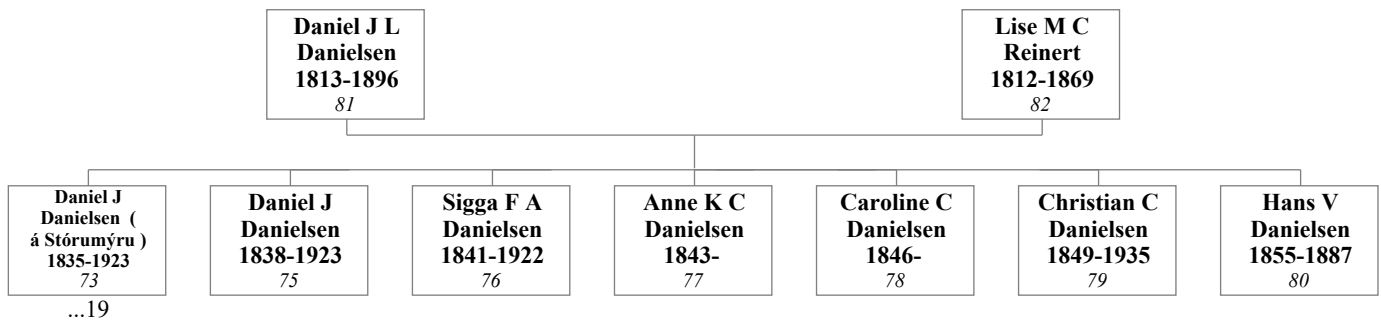 Daniel J L
Danielsen
1813-1896
81
Lise M C
Reinert
1812-1869
82
Daniel J
Danielsen (
á Stórumýru )
1835-1923
73
...19
Daniel J
Danielsen
1838-1923
75
Sigga F A
Danielsen
1841-1922
76
Anne K C
Danielsen
1843-
77
Caroline C
Danielsen
1846-
78
Christian C
Danielsen
1849-1935
79
Hans V
Danielsen
1855-1887
80